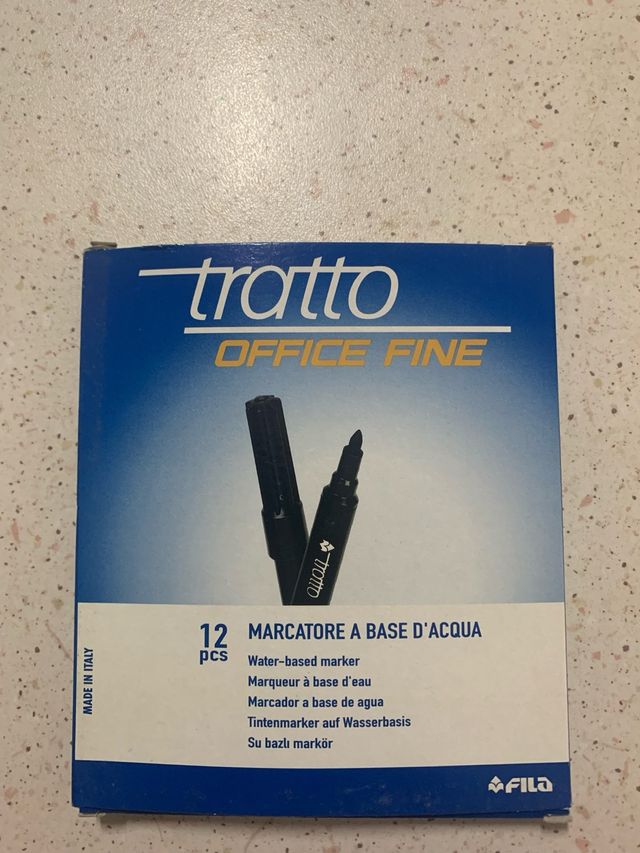 tratto
OFFICE FINE
tratto
12 pcs
MARCATORE A BASE D'ACQUA
Water-based marker
Marqueur à base d'eau
Marcador a base de agua
Tintenmarker auf Wasserbasis
Su bazlı markör
MADE IN ITALY
FILA